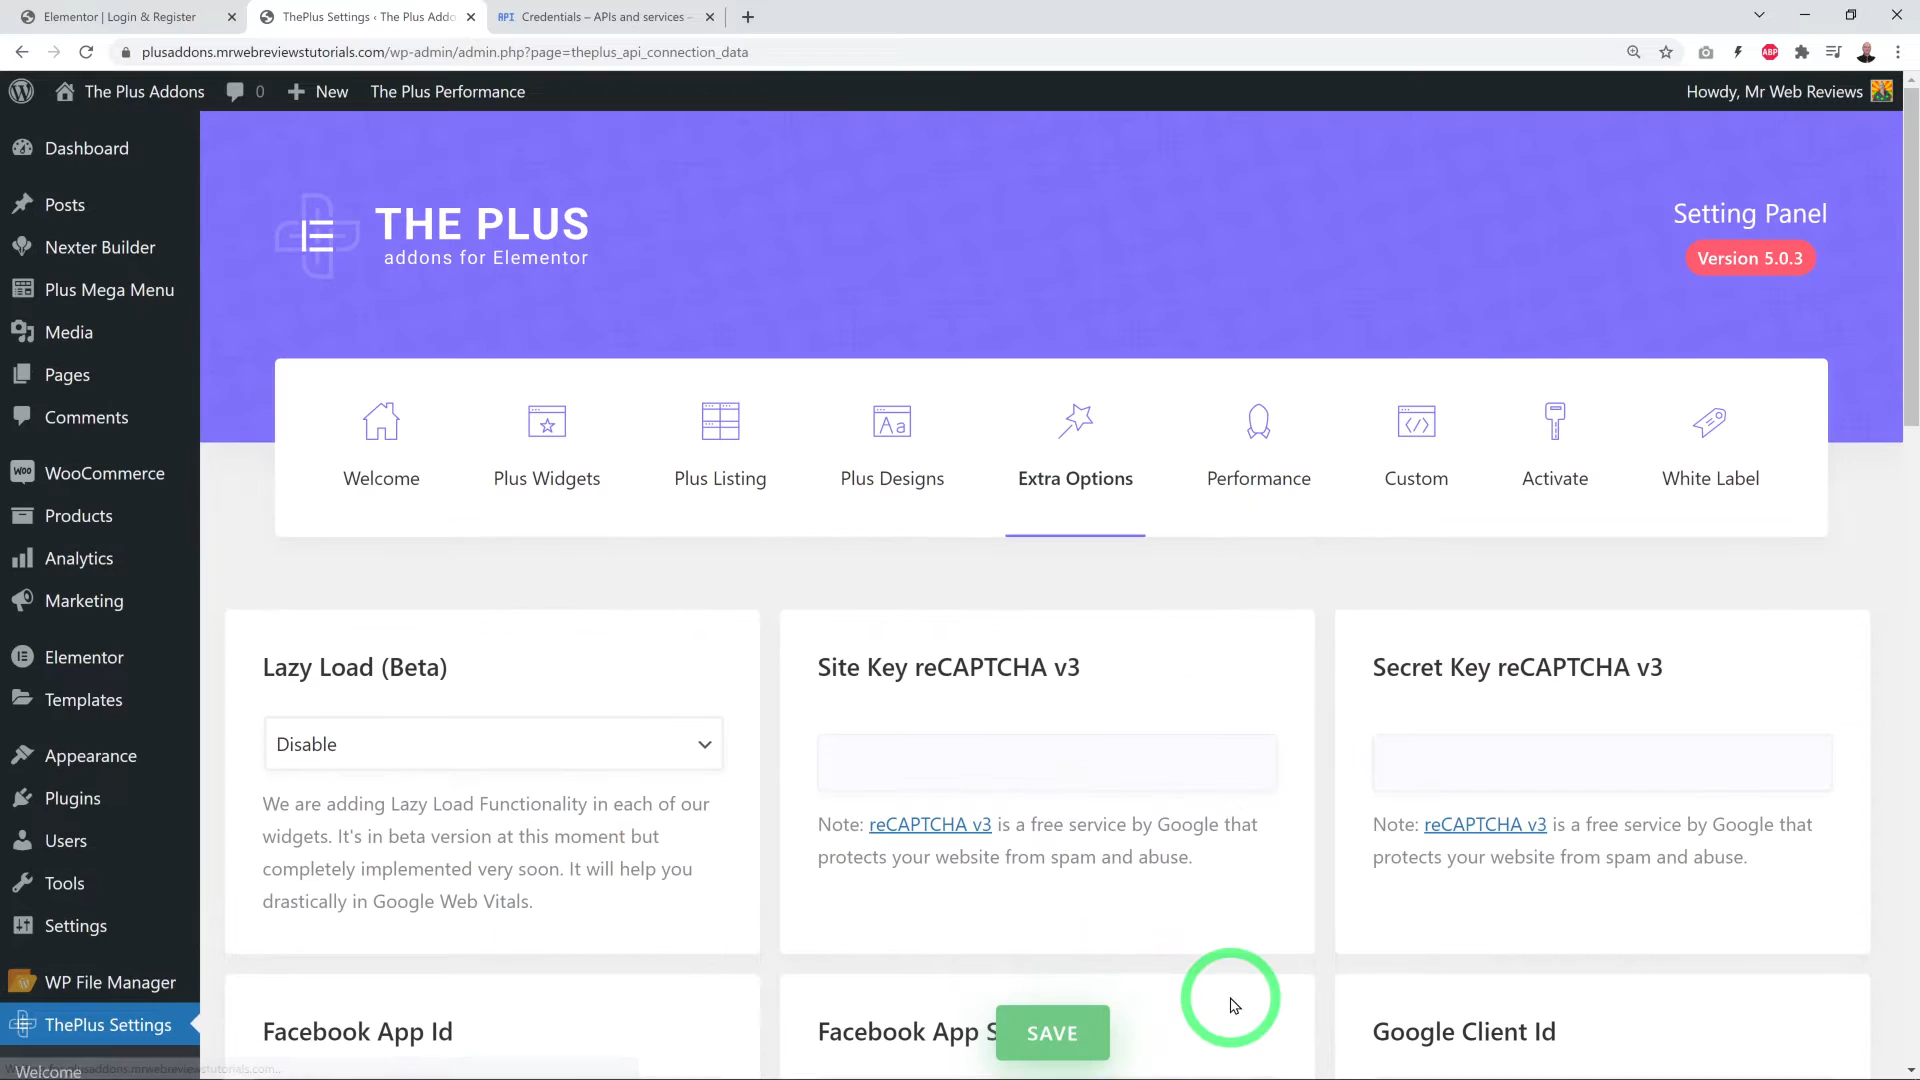 Elementor | Login & Register
ThePlus Settings ‹ The Plus Addo
API Credentials – APIs and services –
plusaddons.mrwebreviewstutorials.com/wp-admin/admin.php?page=theplus_api_connection_data
ABP
The Plus Addons 0 New The Plus Performance Howdy, Mr Web Reviews
Dashboard
Posts
Nexter Builder
Plus Mega Menu
Media
Pages
Comments
WooCommerce
Products
Analytics
Marketing
Elementor
Templates
Appearance
Plugins
Users
Tools
Settings
WP File Manager
ThePlus Settings
Welcome
THE PLUS
addons for Elementor
Setting Panel
Version 5.0.3
Welcome
Plus Widgets
Plus Listing
Plus Designs
Extra Options
Performance
Custom
Activate
White Label
Lazy Load (Beta)
Disable
We are adding Lazy Load Functionality in each of our
widgets. It's in beta version at this moment but
completely implemented very soon. It will help you
drastically in Google Web Vitals.
Site Key reCAPTCHA v3
Note: reCAPTCHA v3 is a free service by Google that
protects your website from spam and abuse.
Secret Key reCAPTCHA v3
Note: reCAPTCHA v3 is a free service by Google that
protects your website from spam and abuse.
Facebook App Id
Facebook App S
SAVE
Google Client Id